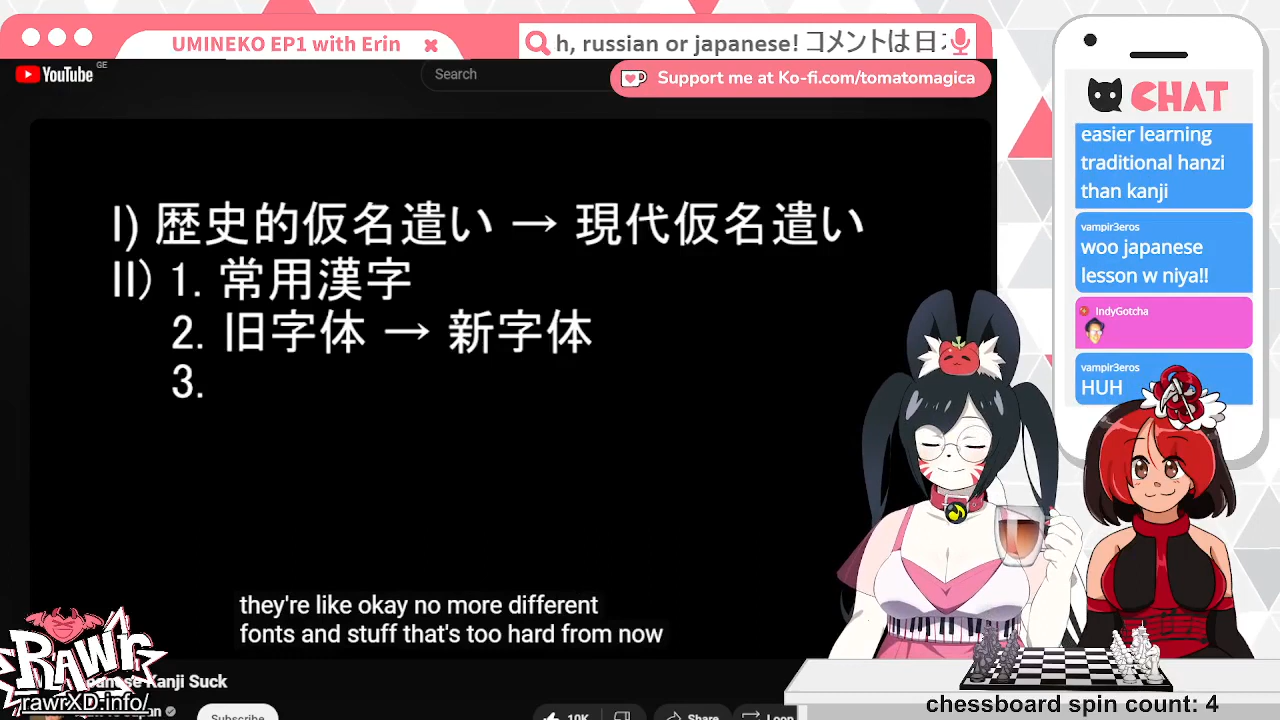 UMINEKO EP1 with Erin
h, russian or japanese! コメントは日
YouTube GE
Search
Support me at Ko-fi.com/tomatomagica
CHAT
easier learning
traditional hanzi
than kanji
vampir3eros
woo japanese
lesson w niya!!
IndyGotcha
vampir3eros
HUH
I) 歴史的仮名遣い → 現代仮名遣い
II) 1. 常用漢字
2. 旧字体 → 新字体
3.
they're like okay no more different
fonts and stuff that's too hard from now
RAWR
rawrXD.info/
Kanji Suck
Subscribe
10K
Share
Loop
chessboard spin count: 4